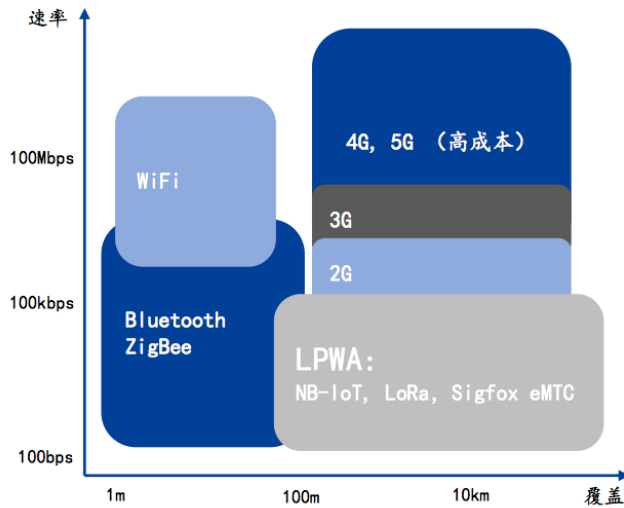 速率
100Mbps
100kbps
100bps
WiFi
Bluetooth
ZigBee
4G, 5G （高成本）
3G
2G
LPWA:
NB-IoT, LoRa, Sigfox eMTC
1m
100m
10km
覆盖